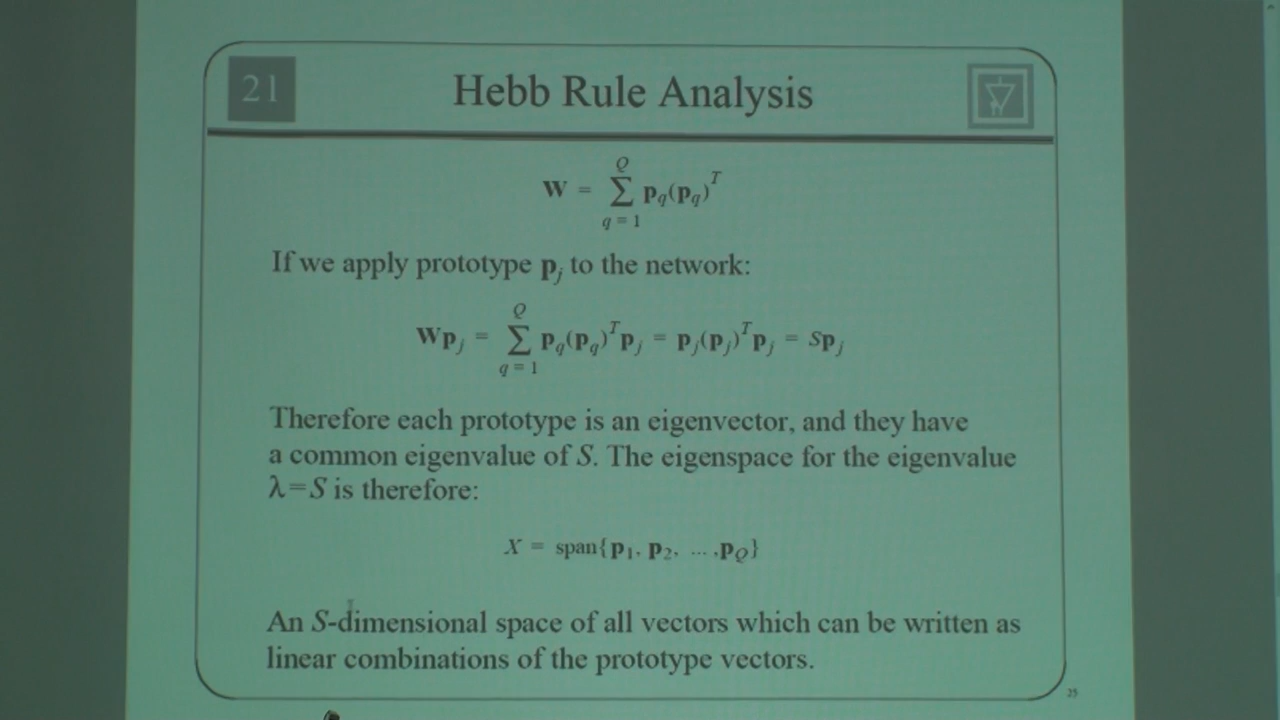 21
Hebb Rule Analysis
W = Σ_{q = 1}^{Q} p_q(p_q)^T
If we apply prototype p_j to the network:
Wp_j = Σ_{q = 1}^{Q} p_q(p_q)^T p_j = p_j(p_j)^T p_j = Sp_j
Therefore each prototype is an eigenvector, and they have
a common eigenvalue of S. The eigenspace for the eigenvalue
λ=S is therefore:
X = span{p_1, p_2, ... ,p_Q}
An S-dimensional space of all vectors which can be written as
linear combinations of the prototype vectors.
25